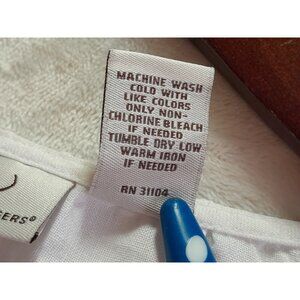 MACHINE WASH
COLD WITH
LIKE COLORS
ONLY NON-
CHLORINE BLEACH
IF NEEDED
TUMBLE DRY LOW
WARM IRON
IF NEEDED
RN 31104